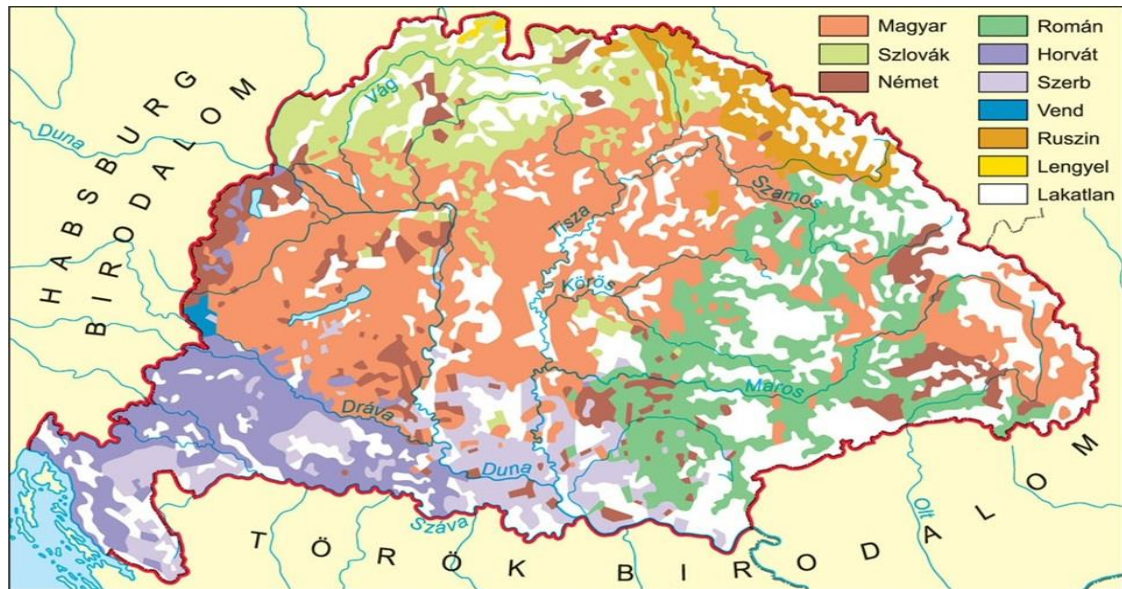 Magyar
Szlovák
Német
Román
Horvát
Szerb
Vend
Ruszin
Lengyel
Lakatlan
HABSBURG
BIRODALOM
Duna
Vág
Tisza
Szamos
Körös
Maros
Dráva
Duna
Száva
Olt
TÖRÖK BIRODALOM